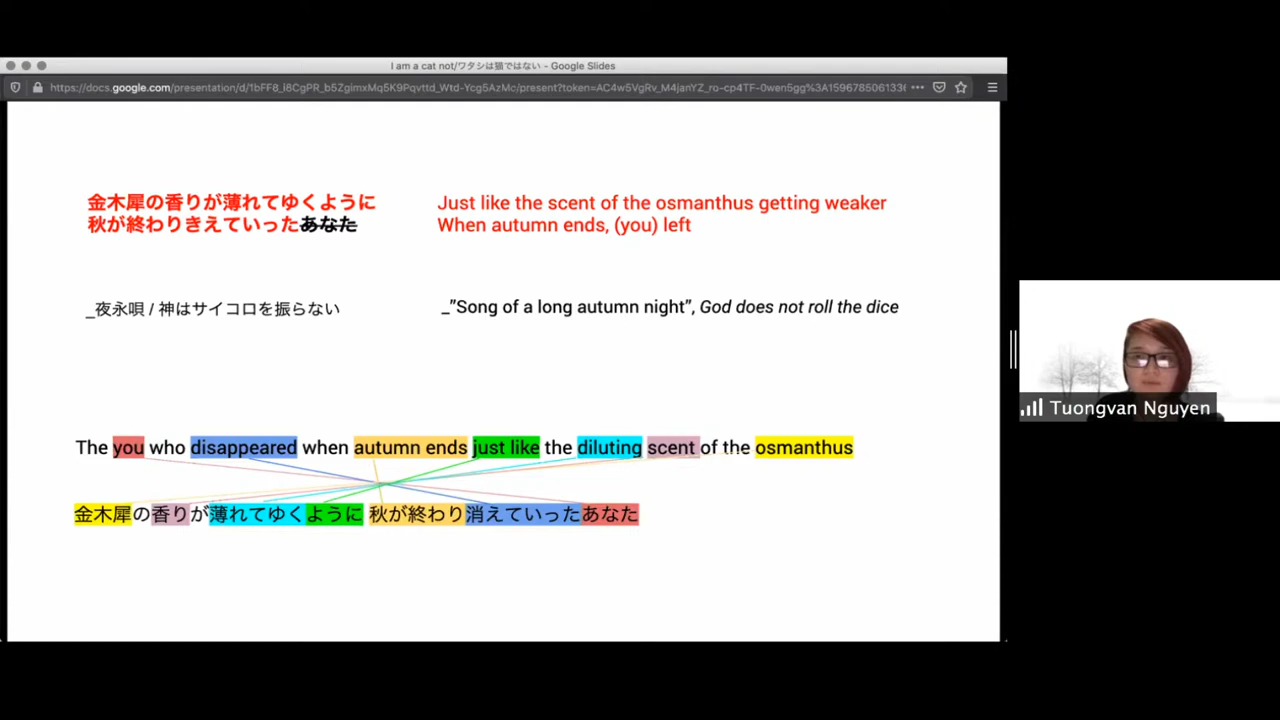 I am a cat not/ワタシは猫ではない - Google Slides
金木犀の香りが薄れてゆくように
秋が終わりきえていったあなた
Just like the scent of the osmanthus getting weaker
When autumn ends, (you) left
_夜永唄 / 神はサイコロを振らない
_"Song of a long autumn night", God does not roll the dice
The you who disappeared when autumn ends just like the diluting scent of the osmanthus
金木犀の香りが薄れてゆくように 秋が終わり消えていったあなた
Tuongvan Nguyen